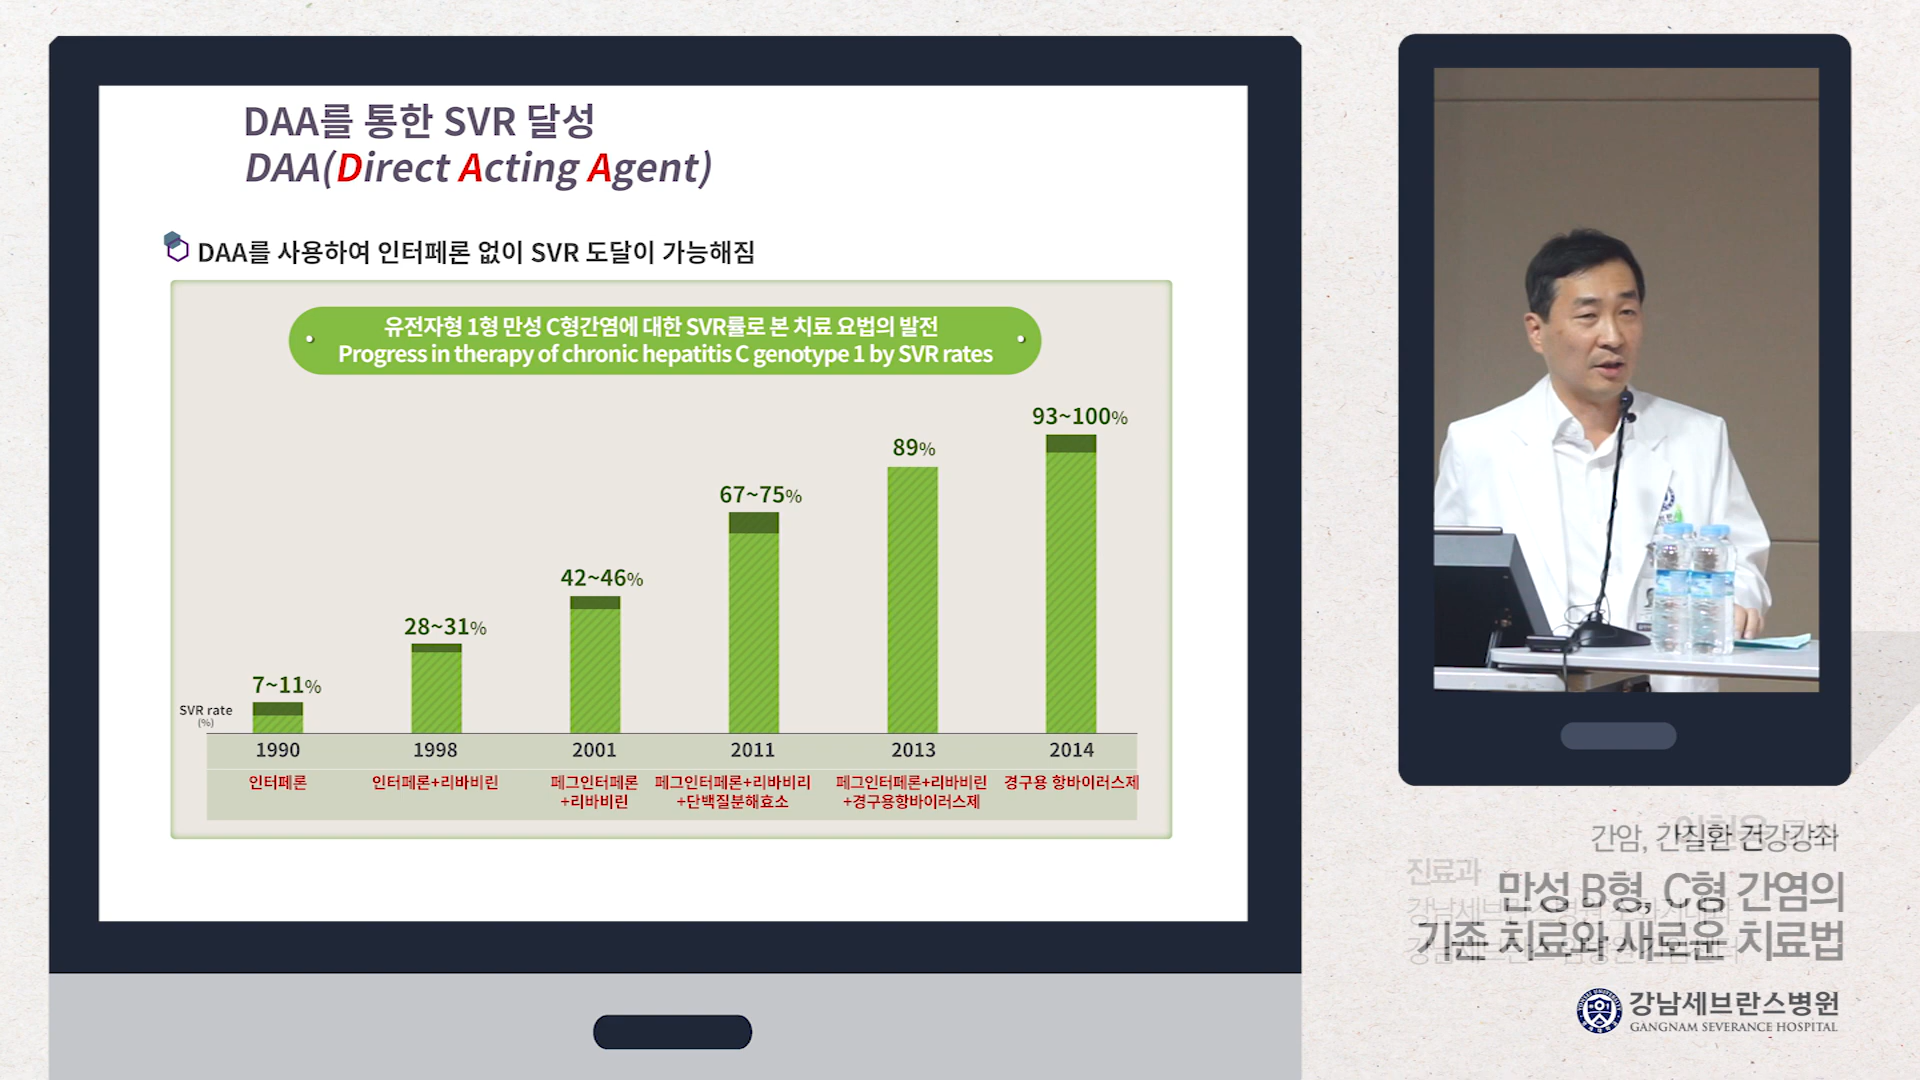 DAA를 통한 SVR 달성
DAA(Direct Acting Agent)
DAA를 사용하여 인터페론 없이 SVR 도달이 가능해짐
유전자형 1형 만성 C형간염에 대한 SVR률로 본 치료 요법의 발전
Progress in therapy of chronic hepatitis C genotype 1 by SVR rates
7~11%
28~31%
42~46%
67~75%
89%
93~100%
SVR rate
(%)
1990
1998
2001
2011
2013
2014
인터페론
인터페론+리바비린
페그인터페론
+리바비린
페그인터페론+리바비리
+단백질분해효소
페그인터페론+리바비린
+경구용항바이러스제
경구용 항바이러스제
간암, 간질환 건강강좌
진료과
만성 B형, C형 간염의
기존 치료와 새로운 치료법
강남세브란스병원
GANGNAM SEVERANCE HOSPITAL